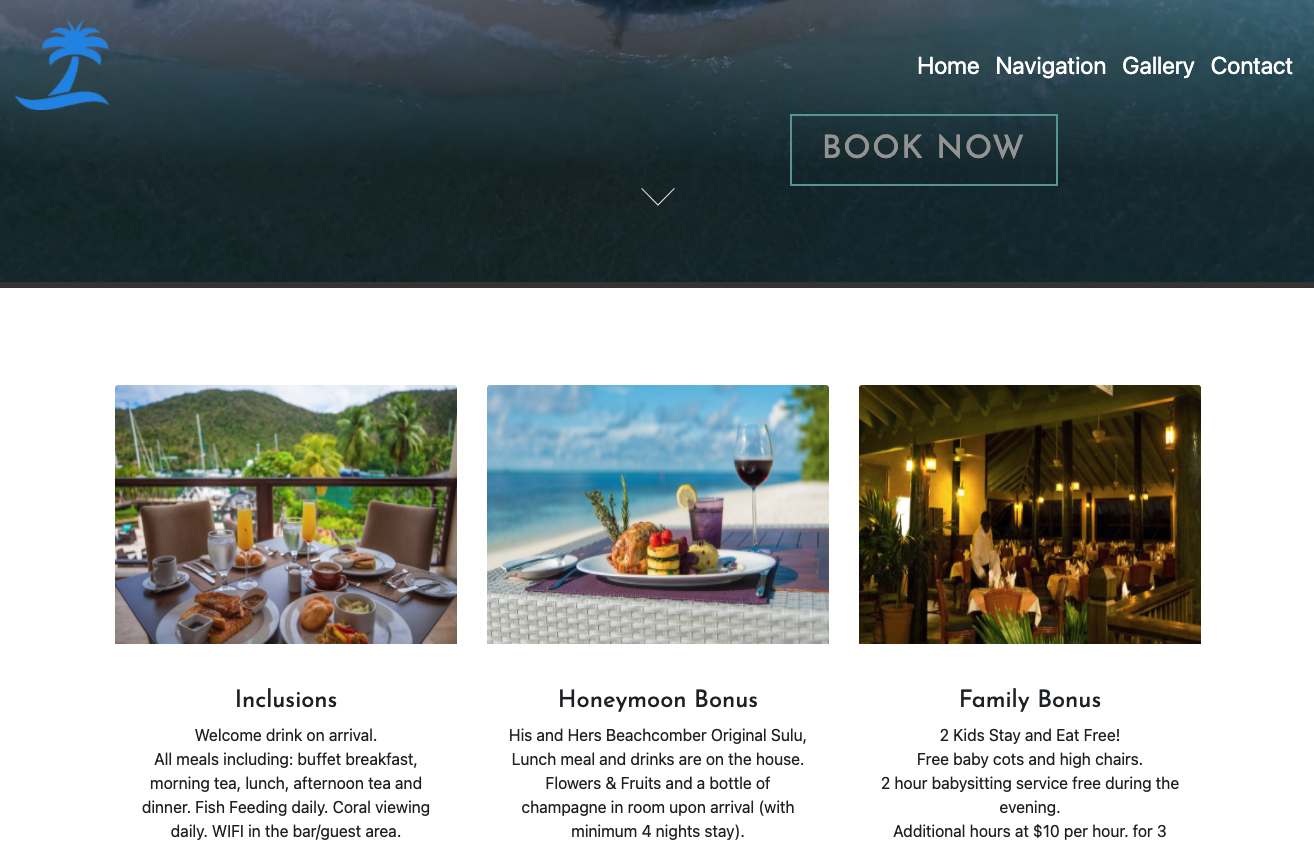 Home Navigation Gallery Contact
BOOK NOW
Inclusions
Welcome drink on arrival.
All meals including: buffet breakfast,
morning tea, lunch, afternoon tea and
dinner. Fish Feeding daily. Coral viewing
daily. WIFI in the bar/guest area.
Honeymoon Bonus
His and Hers Beachcomber Original Sulu,
Lunch meal and drinks are on the house.
Flowers & Fruits and a bottle of
champagne in room upon arrival (with
minimum 4 nights stay).
Family Bonus
2 Kids Stay and Eat Free!
Free baby cots and high chairs.
2 hour babysitting service free during the
evening.
Additional hours at $10 per hour. for 3